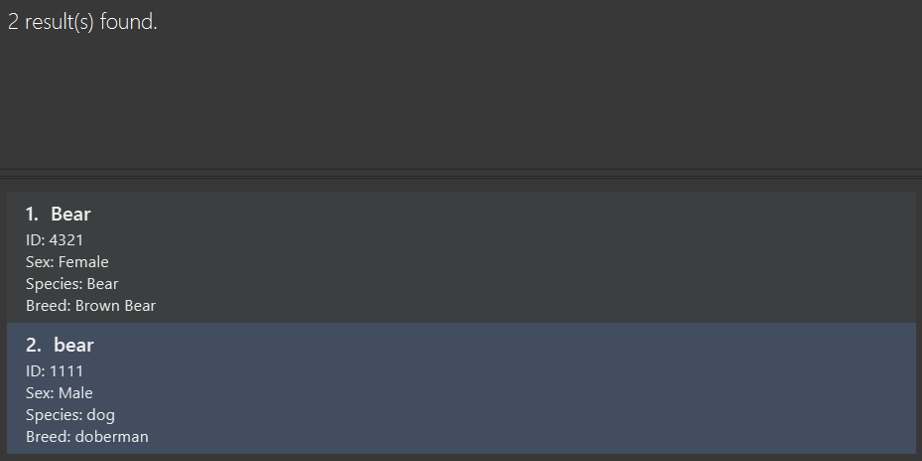 2 result(s) found.
1. Bear
ID: 4321
Sex: Female
Species: Bear
Breed: Brown Bear
2. bear
ID: 1111
Sex: Male
Species: dog
Breed: doberman